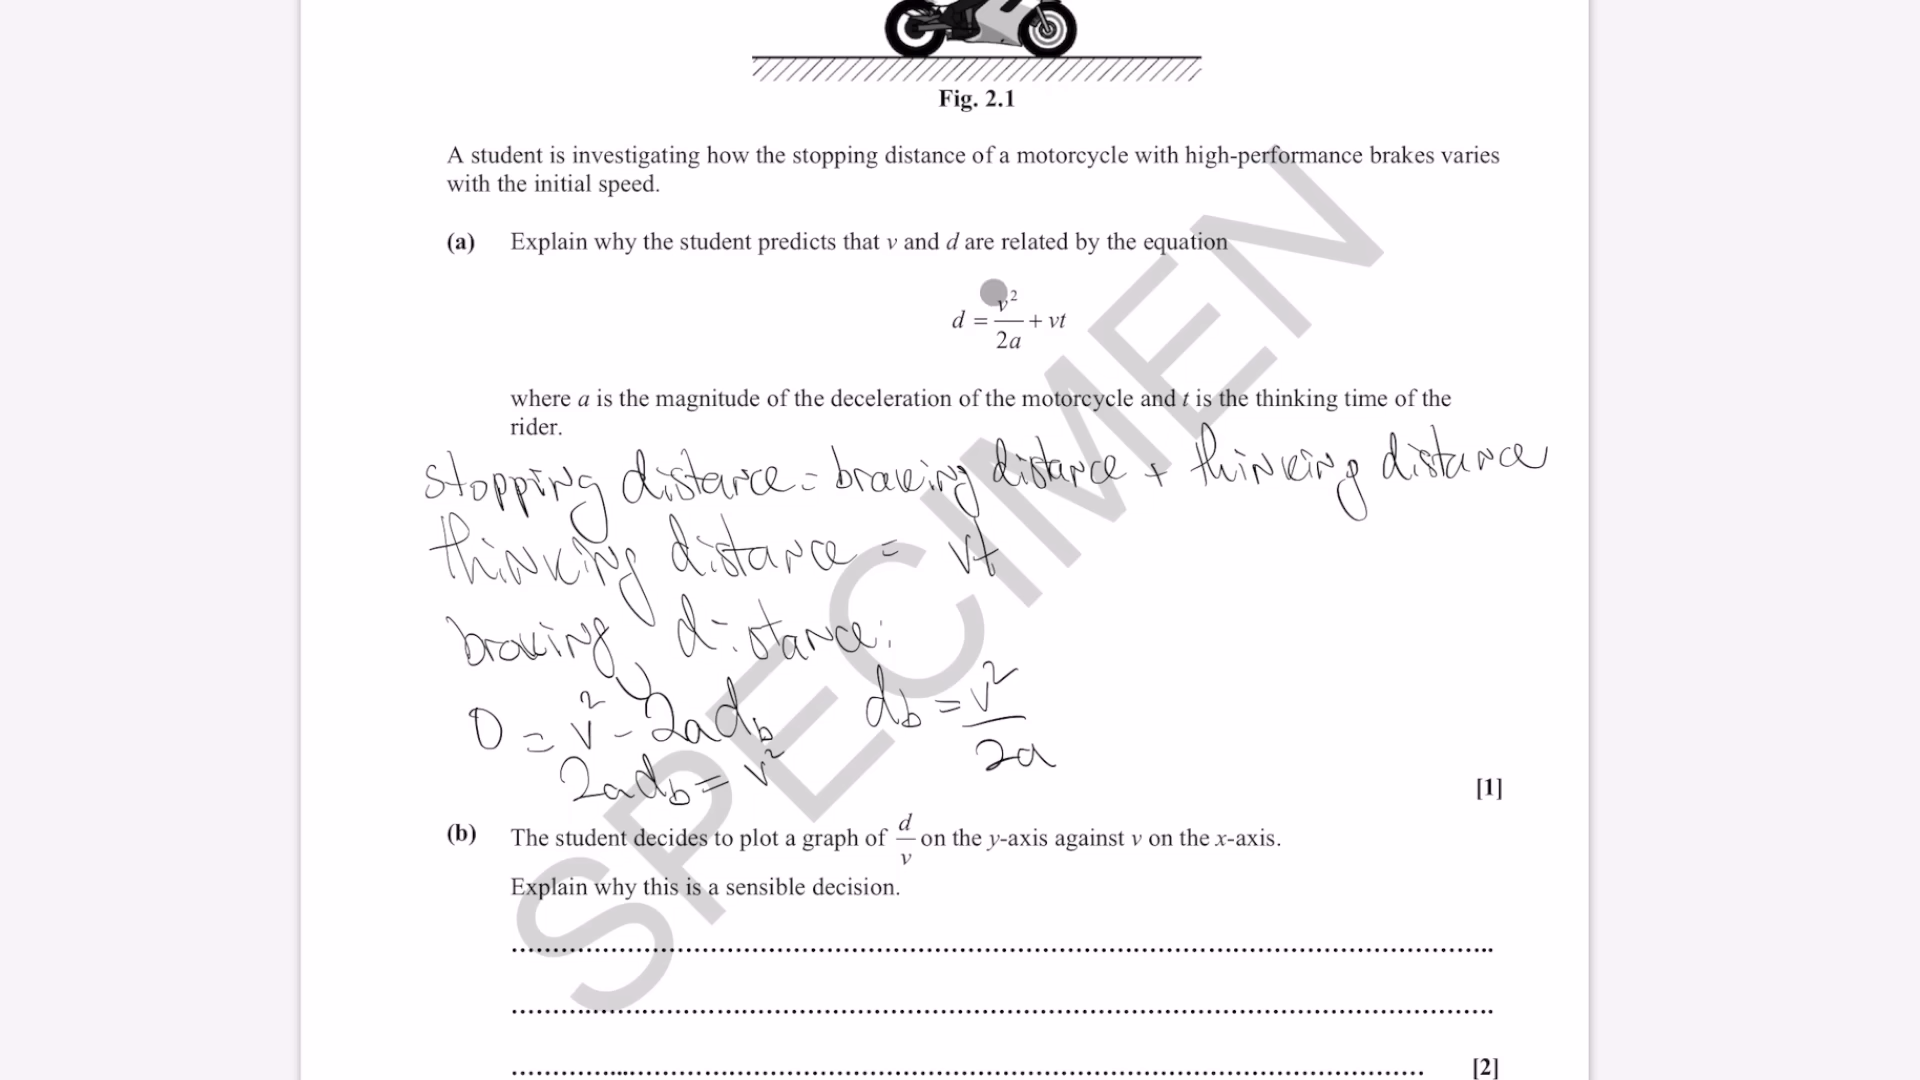 Fig. 2.1
A student is investigating how the stopping distance of a motorcycle with high-performance brakes varies
with the initial speed.
(a) Explain why the student predicts that v and d are related by the equation
d = v²/2a + vt
where a is the magnitude of the deceleration of the motorcycle and t is the thinking time of the
rider.
stopping distance = braking distance + thinking distance
thinking distance = vt
braking distance:
0 = v² - 2ad_b
d_b = v²/2a
2ad_b = v²
[1]
(b) The student decides to plot a graph of d/v on the y-axis against v on the x-axis.
Explain why this is a sensible decision.
[2]
SPECIMEN